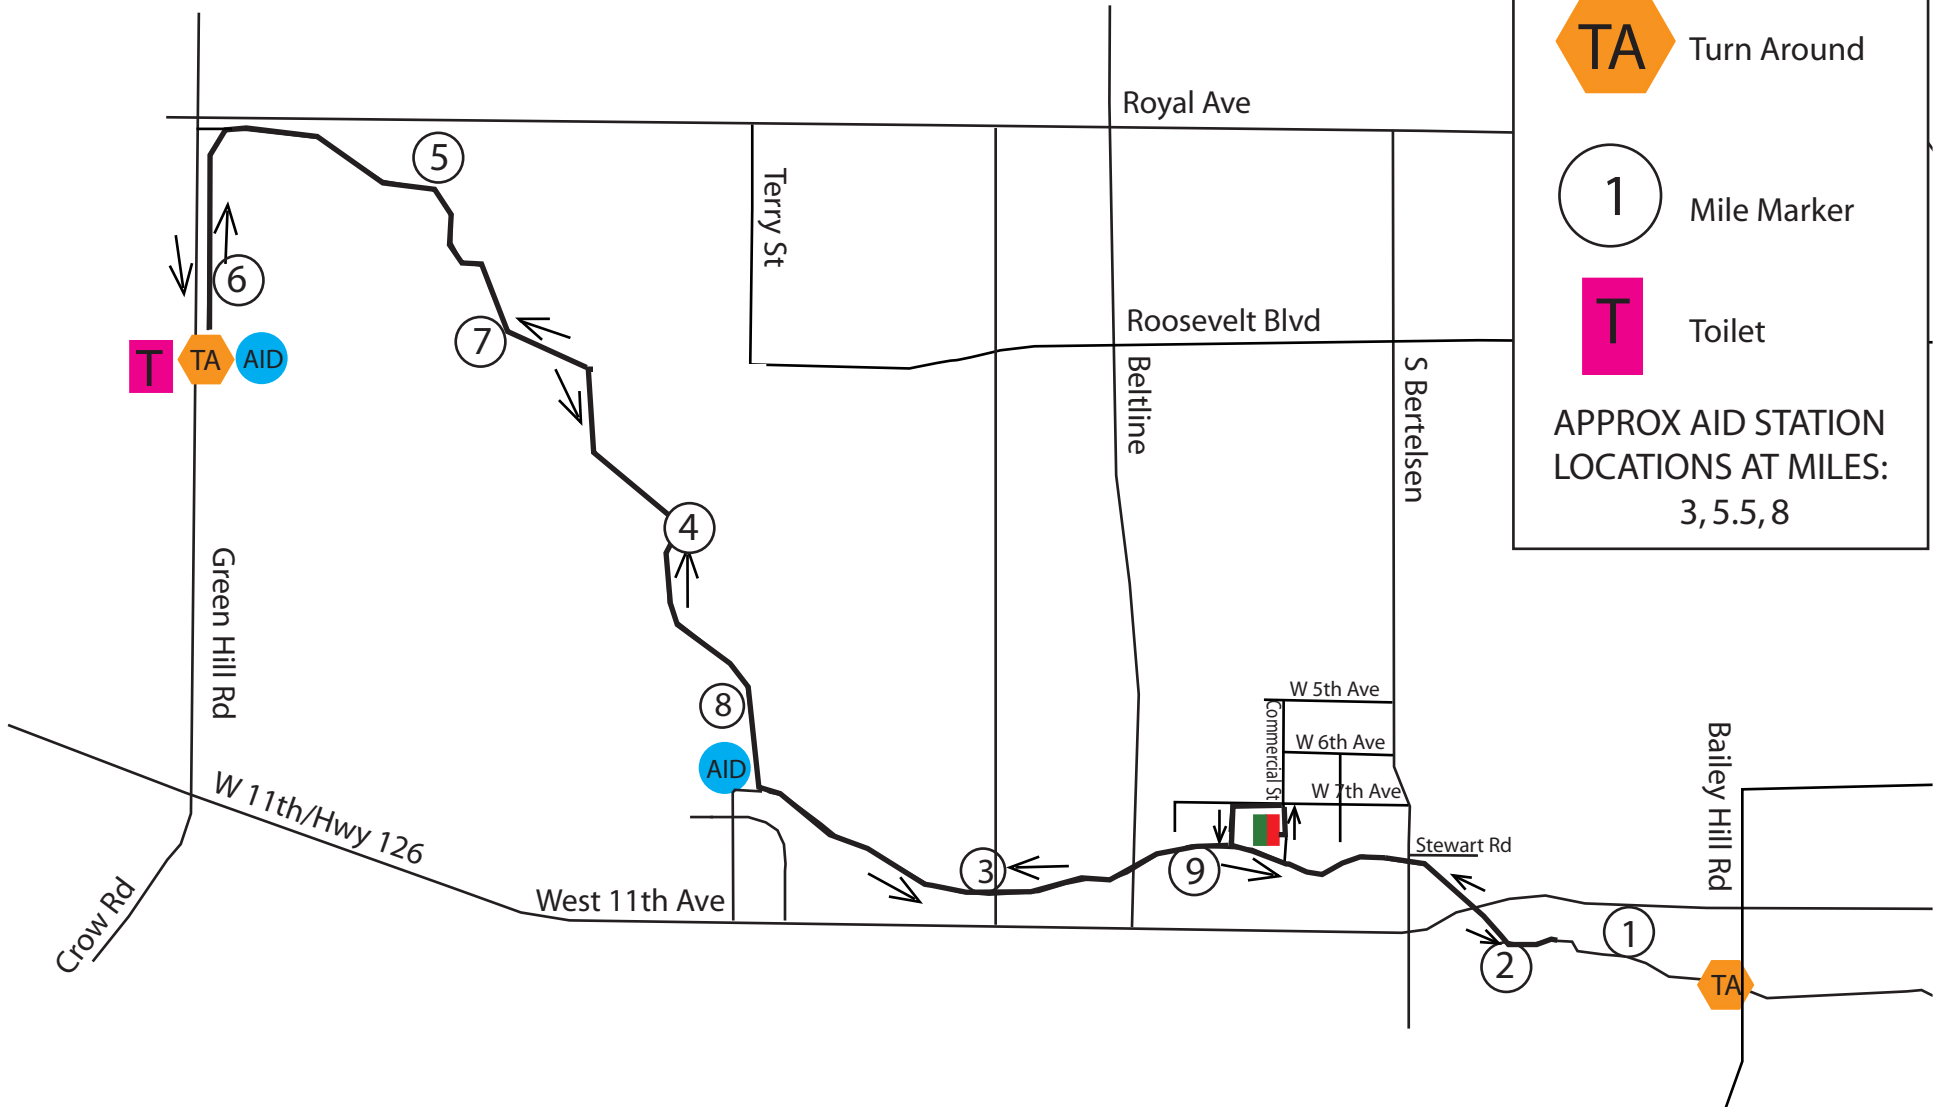 TA
Turn Around
Royal Ave
5
Terry St
1
Mile Marker
6
T
Toilet
Roosevelt Blvd
7
T
TA
AID
Beltline
S Bertelsen
APPROX AID STATION
LOCATIONS AT MILES:
3, 5.5, 8
4
Green Hill Rd
W 5th Ave
8
Commercial St
W 6th Ave
Bailey Hill Rd
AID
W 7th Ave
W 11th/Hwy 126
Stewart Rd
3
9
West 11th Ave
Crow Rd
1
2
TA